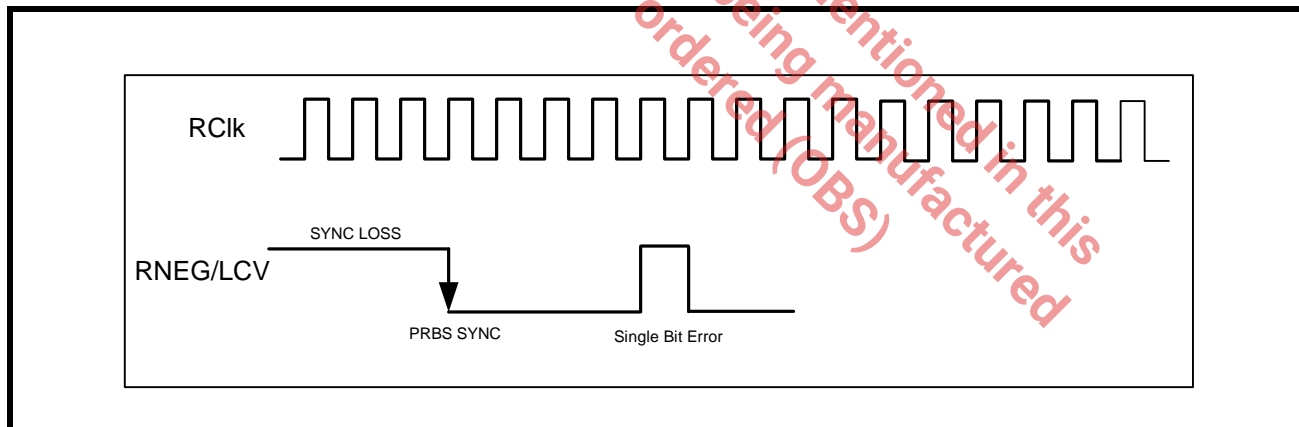 mentioned in this
being manufactured
ordered (OBS)
RClk
SYNC LOSS
RNEG/LCV
PRBS SYNC
Single Bit Error